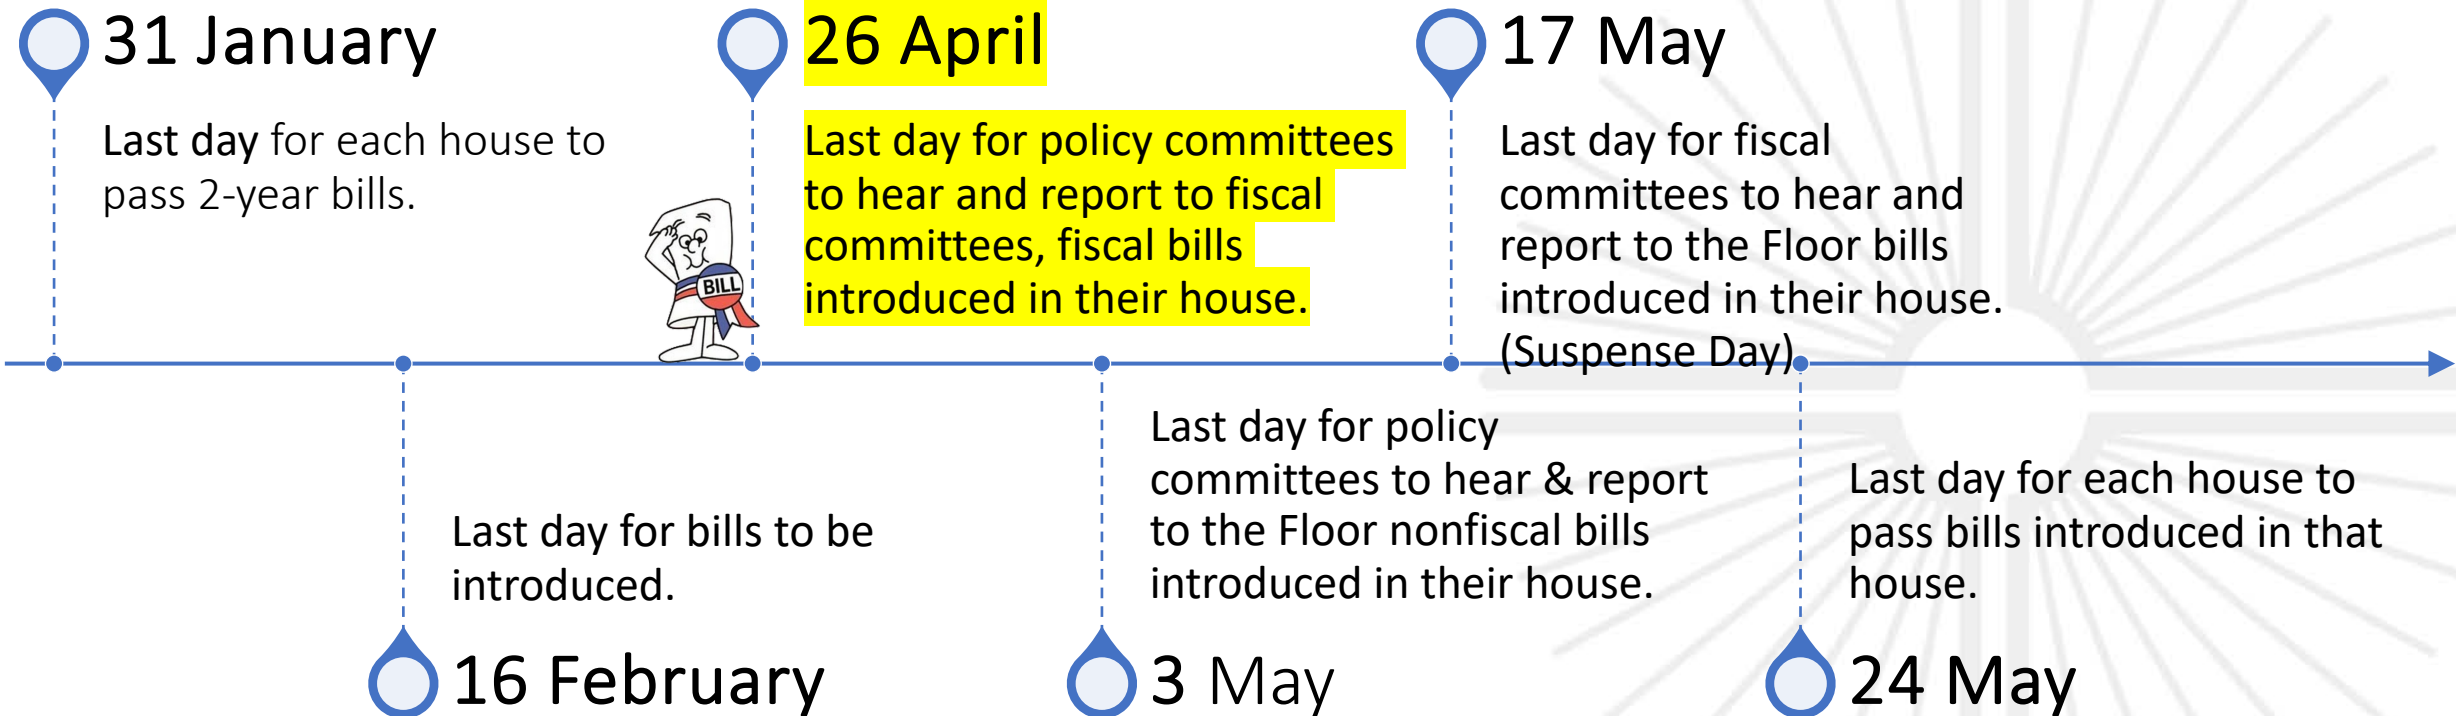 31 January
Last day for each house to
pass 2-year bills.
16 February
Last day for bills to be
introduced.
26 April
Last day for policy committees
to hear and report to fiscal
committees, fiscal bills
introduced in their house.
BILL
3 May
Last day for policy
committees to hear & report
to the Floor nonfiscal bills
introduced in their house.
17 May
Last day for fiscal
committees to hear and
report to the Floor bills
introduced in their house.
(Suspense Day)
24 May
Last day for each house to
pass bills introduced in that
house.